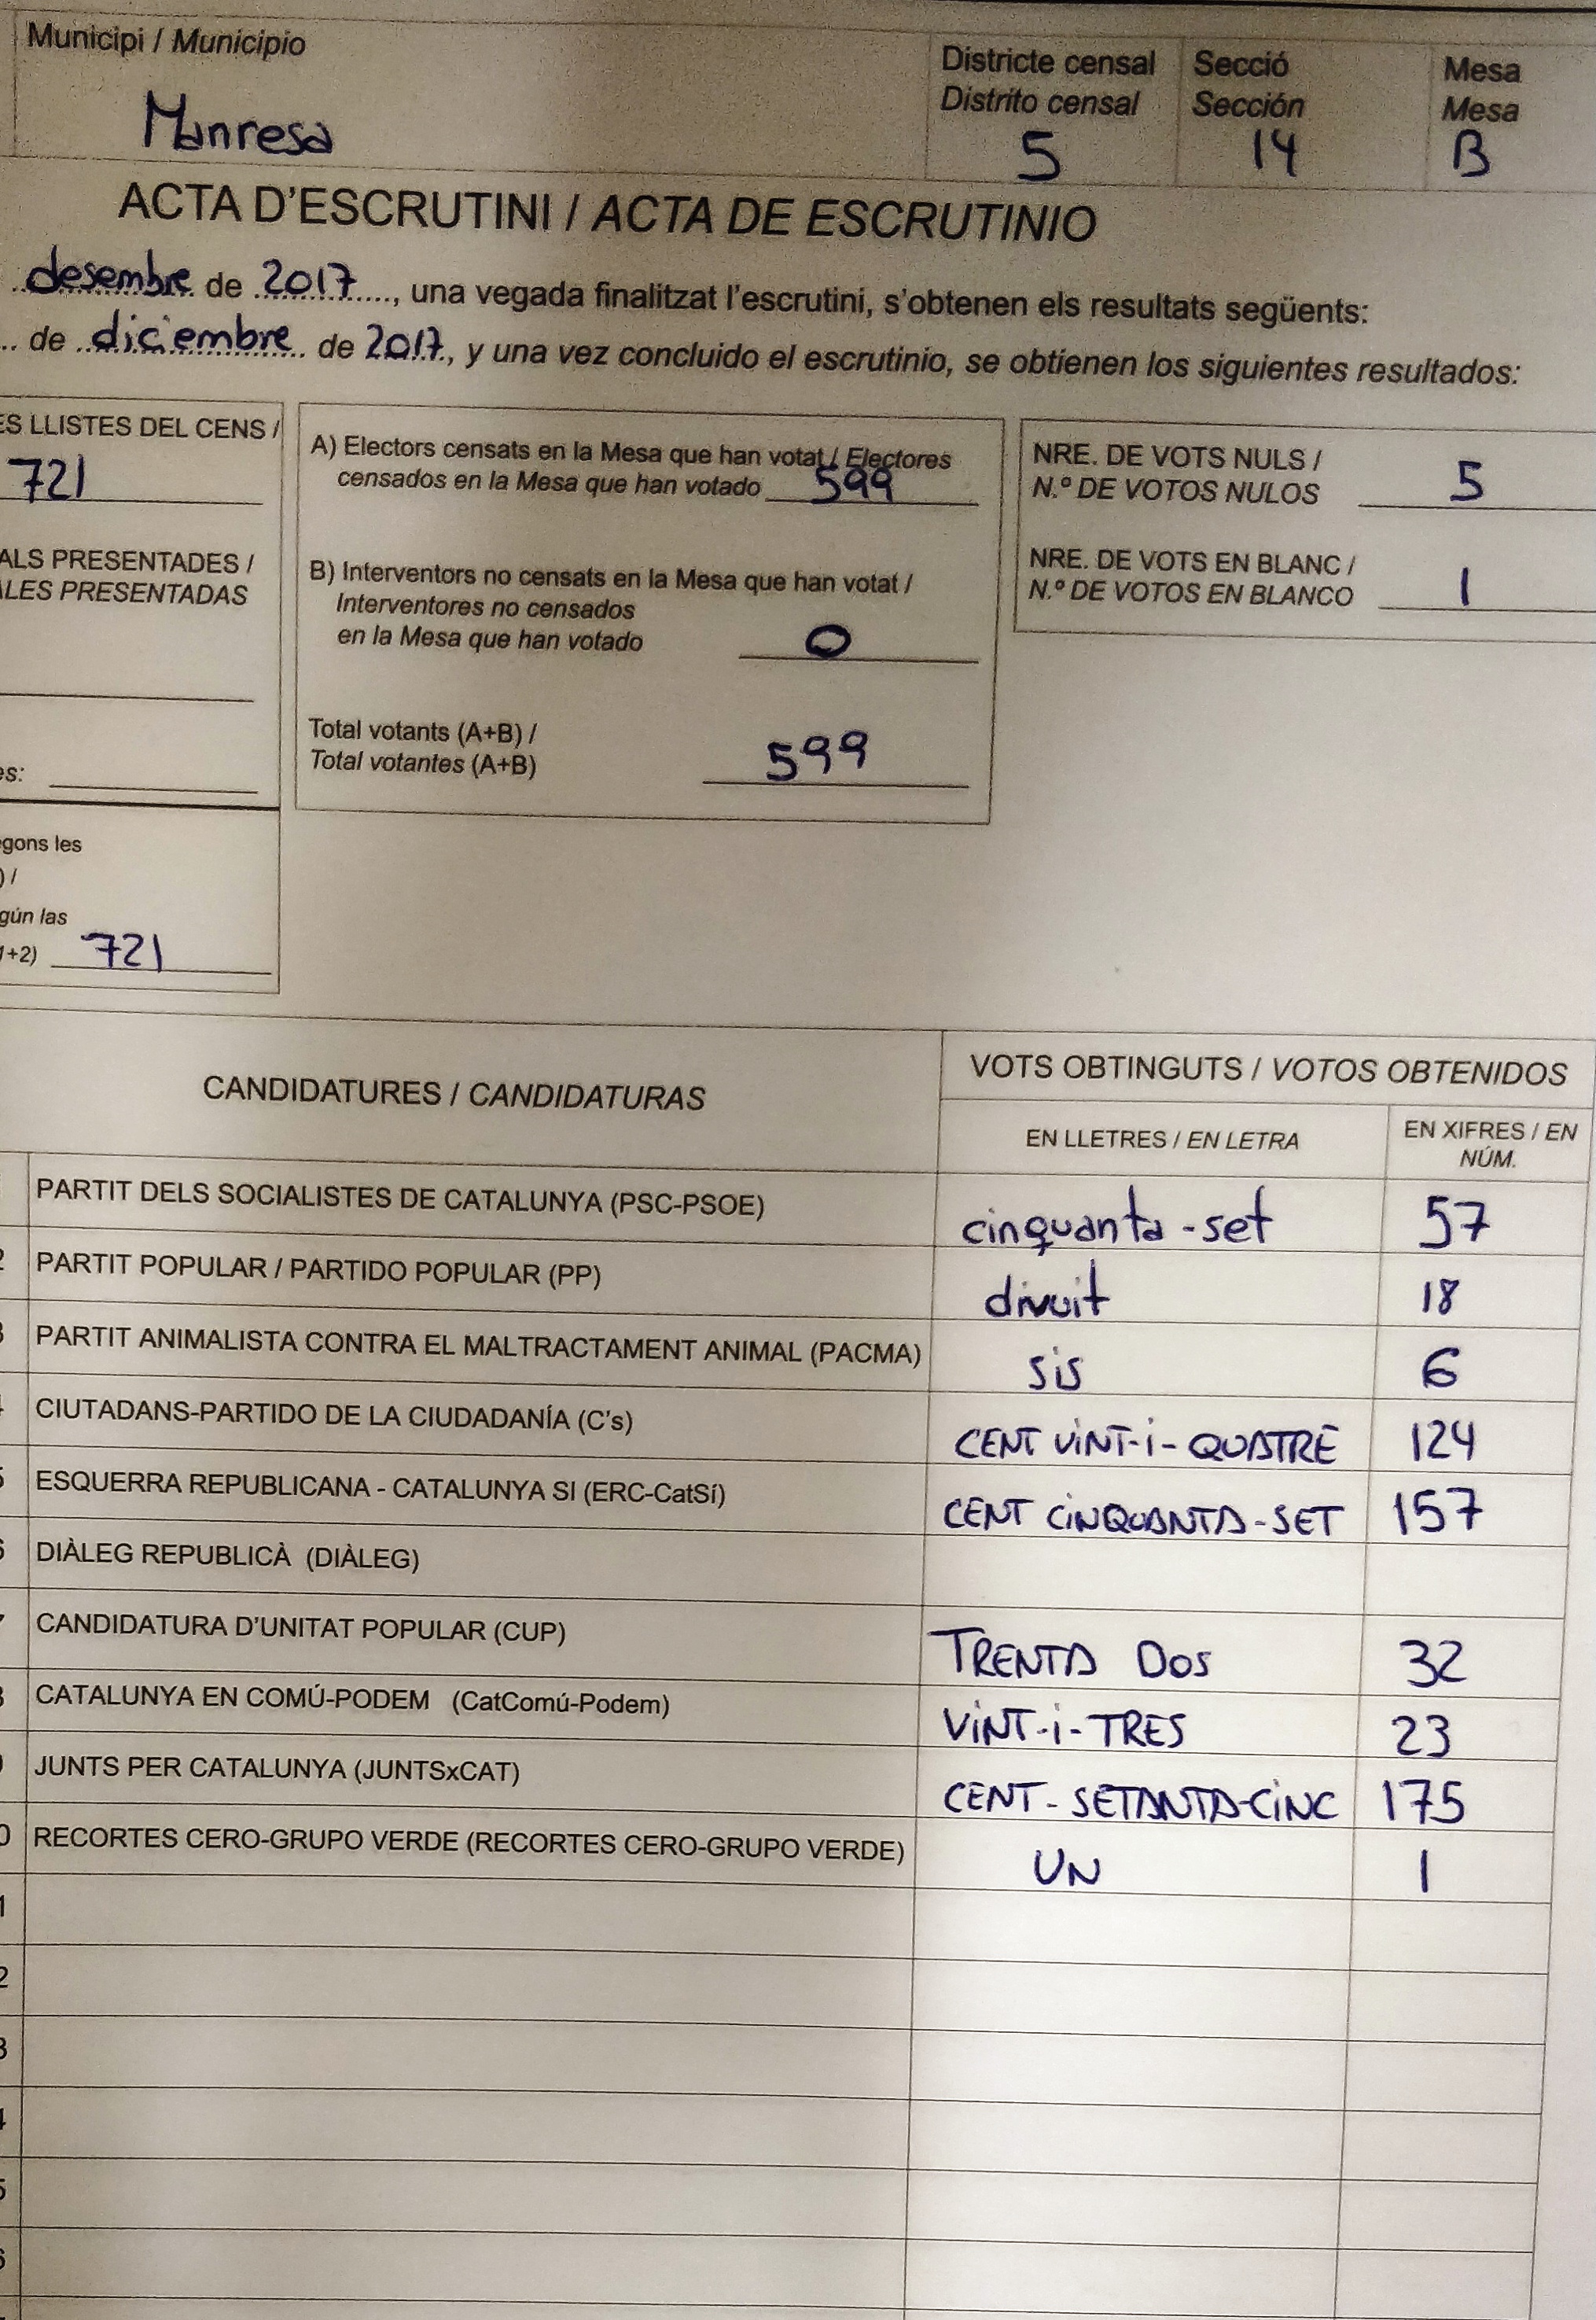 Municipi / Municipio
Manresa
Districte censal
Distrito censal
5
Secció
Sección
14
Mesa
Mesa
B
ACTA D'ESCRUTINI / ACTA DE ESCRUTINIO
desembre de 2017, una vegada finalitzat l'escrutini, s'obtenen els resultats següents:
de diciembre de 2017, y una vez concluido el escrutinio, se obtienen los siguientes resultados:
ES LLISTES DEL CENS /
721
ALS PRESENTADES /
ALES PRESENTADAS
es:
gons les
) /
gún las
1+2) 721
A) Electors censats en la Mesa que han votat / Electores
censados en la Mesa que han votado 599
B) Interventors no censats en la Mesa que han votat /
Interventores no censados
en la Mesa que han votado 0
Total votants (A+B) /
Total votantes (A+B) 599
NRE. DE VOTS NULS /
N.º DE VOTOS NULOS 5
NRE. DE VOTS EN BLANC /
N.º DE VOTOS EN BLANCO 1
CANDIDATURES / CANDIDATURAS
VOTS OBTINGUTS / VOTOS OBTENIDOS
EN LLETRES / EN LETRA
EN XIFRES / EN
NÚM.
PARTIT DELS SOCIALISTES DE CATALUNYA (PSC-PSOE) cinquanta-set 57
2 PARTIT POPULAR / PARTIDO POPULAR (PP) divuit 18
3 PARTIT ANIMALISTA CONTRA EL MALTRACTAMENT ANIMAL (PACMA) sis 6
4 CIUTADANS-PARTIDO DE LA CIUDADANÍA (C's) CENT ViNT-i-QUATRE 124
5 ESQUERRA REPUBLICANA - CATALUNYA SI (ERC-CatSí) CENT CiNQUANTA-SET 157
6 DIÀLEG REPUBLICÀ (DIÀLEG)
7 CANDIDATURA D'UNITAT POPULAR (CUP) TRENTA DOS 32
8 CATALUNYA EN COMÚ-PODEM (CatComú-Podem) ViNT-i-TRES 23
9 JUNTS PER CATALUNYA (JUNTSxCAT) CENT-SETANTA-CiNC 175
0 RECORTES CERO-GRUPO VERDE (RECORTES CERO-GRUPO VERDE) UN 1
1
2
3
4
5
6